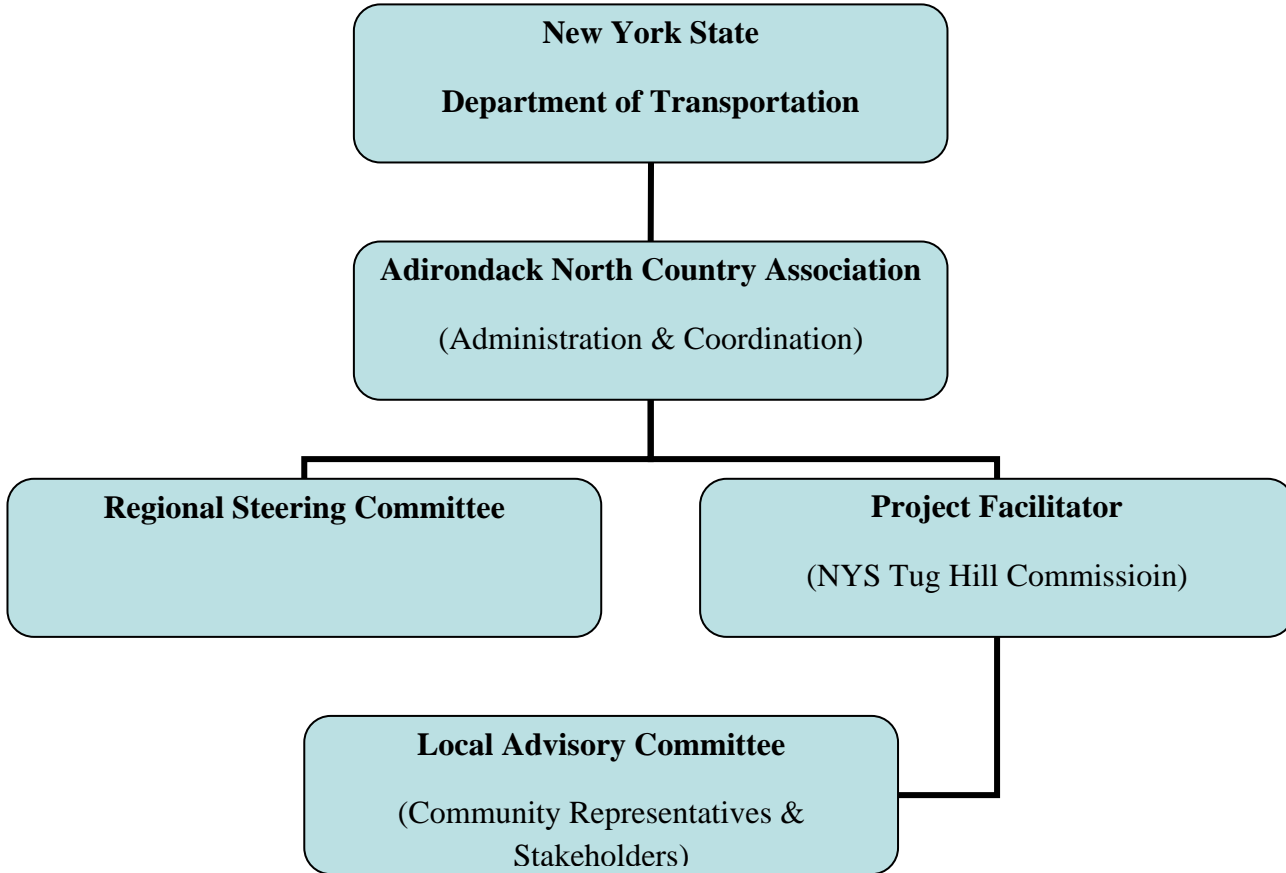 New York State
Department of Transportation
Adirondack North Country Association
(Administration & Coordination)
Regional Steering Committee
Project Facilitator
(NYS Tug Hill Commissioin)
Local Advisory Committee
(Community Representatives &
Stakeholders)